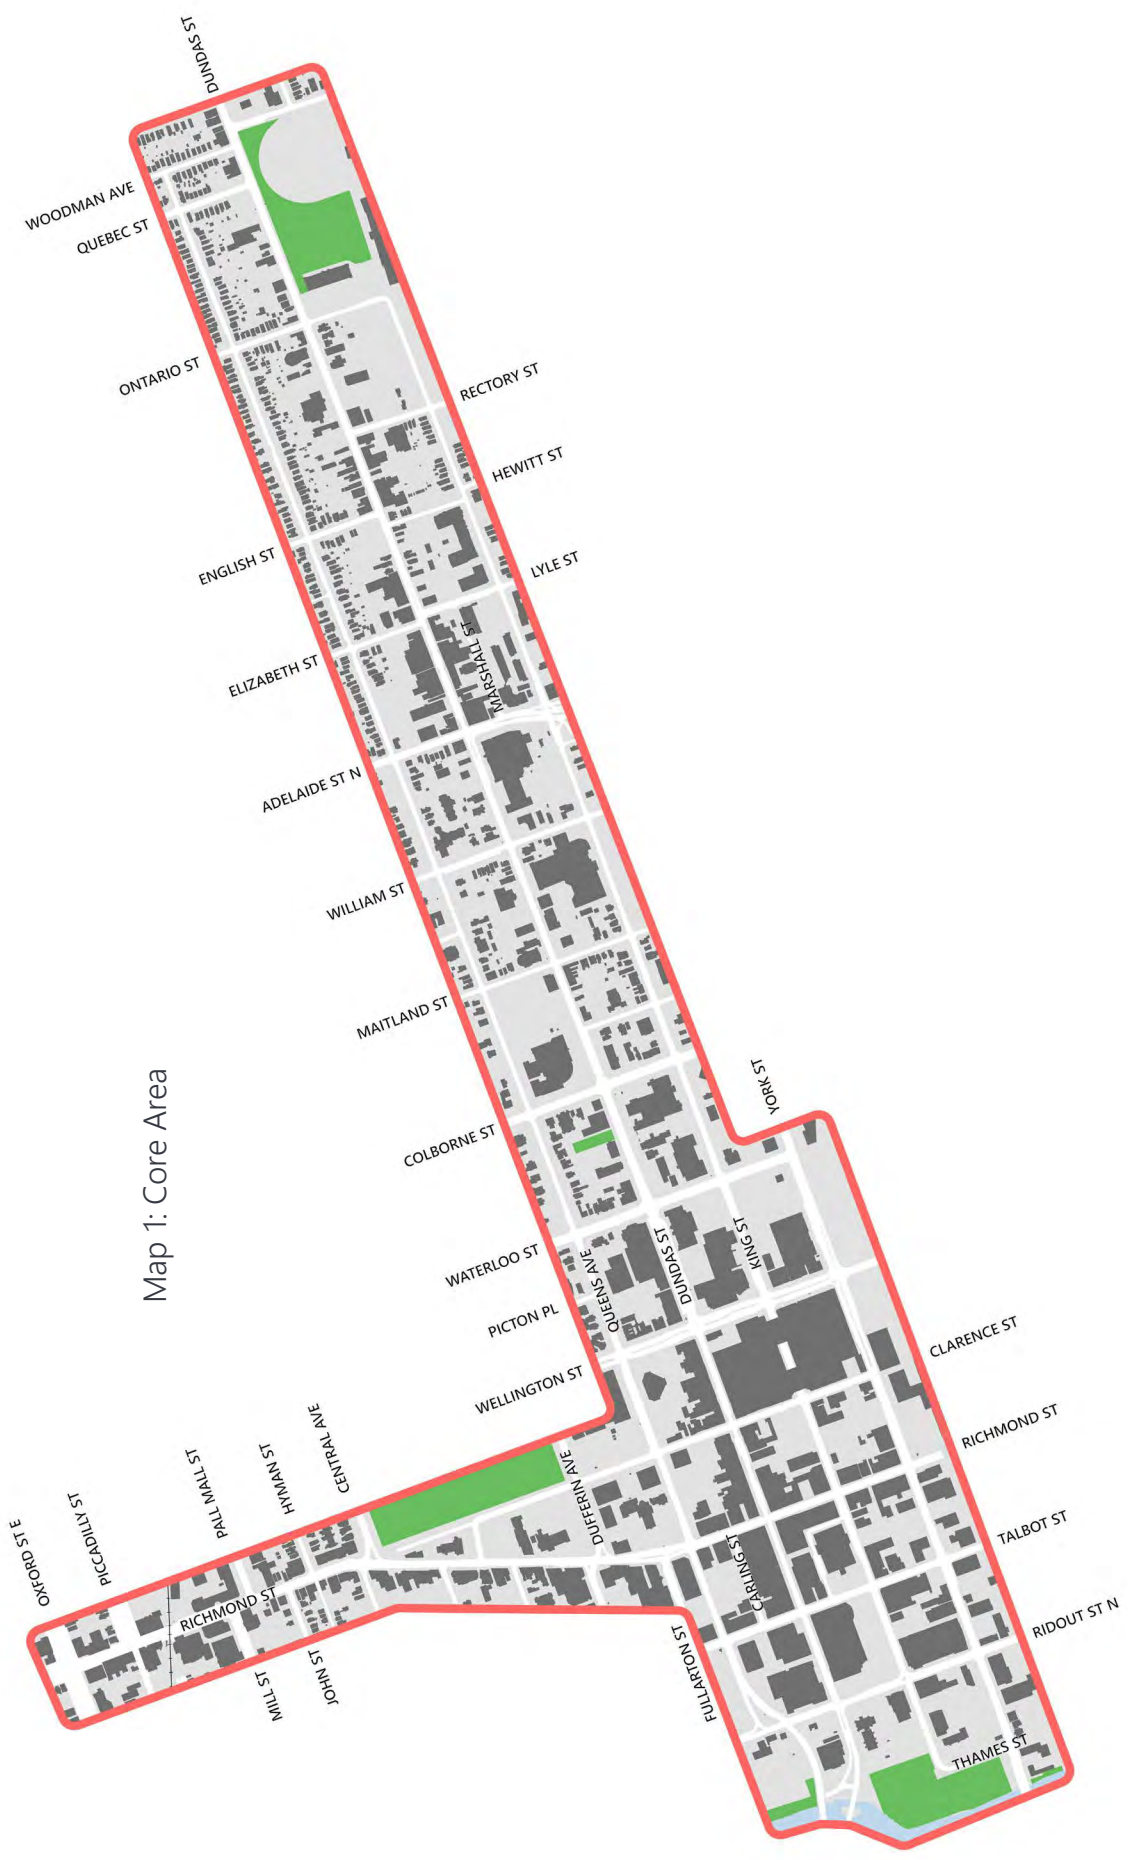 DUNDAS ST
WOODMAN AVE
QUEBEC ST
ONTARIO ST
RECTORY ST
HEWITT ST
ENGLISH ST
LYLE ST
MARSHALL ST
ELIZABETH ST
ADELAIDE ST N
WILLIAM ST
MAITLAND ST
Map 1: Core Area
YORK ST
COLBORNE ST
WATERLOO ST
QUEENS AVE
DUNDAS ST
KING ST
PICTON PL
WELLINGTON ST
CLARENCE ST
CENTRAL AVE
HYMAN ST
PALL MALL ST
PICCADILLY ST
OXFORD ST E
DUFFERIN AVE
RICHMOND ST
TALBOT ST
CARLING ST
RICHMOND ST
RIDOUT ST N
FULLARTON ST
JOHN ST
MILL ST
THAMES ST